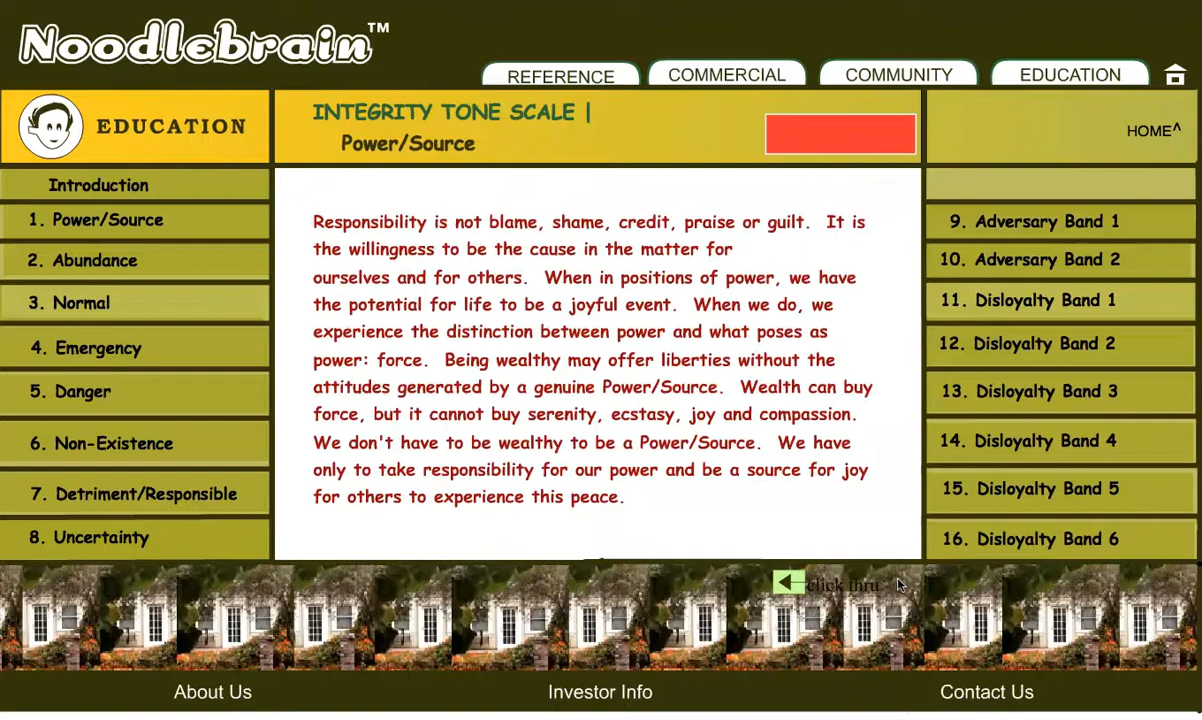 Noodlebrain™
REFERENCE
COMMERCIAL
COMMUNITY
EDUCATION
EDUCATION
INTEGRITY TONE SCALE |
Power/Source
HOME^
Introduction
1. Power/Source
2. Abundance
3. Normal
4. Emergency
5. Danger
6. Non-Existence
7. Detriment/Responsible
8. Uncertainty
Responsibility is not blame, shame, credit, praise or guilt. It is
the willingness to be the cause in the matter for
ourselves and for others. When in positions of power, we have
the potential for life to be a joyful event. When we do, we
experience the distinction between power and what poses as
power: force. Being wealthy may offer liberties without the
attitudes generated by a genuine Power/Source. Wealth can buy
force, but it cannot buy serenity, ecstasy, joy and compassion.
We don't have to be wealthy to be a Power/Source. We have
only to take responsibility for our power and be a source for joy
for others to experience this peace.
9. Adversary Band 1
10. Adversary Band 2
11. Disloyalty Band 1
12. Disloyalty Band 2
13. Disloyalty Band 3
14. Disloyalty Band 4
15. Disloyalty Band 5
16. Disloyalty Band 6
click thru
About Us
Investor Info
Contact Us